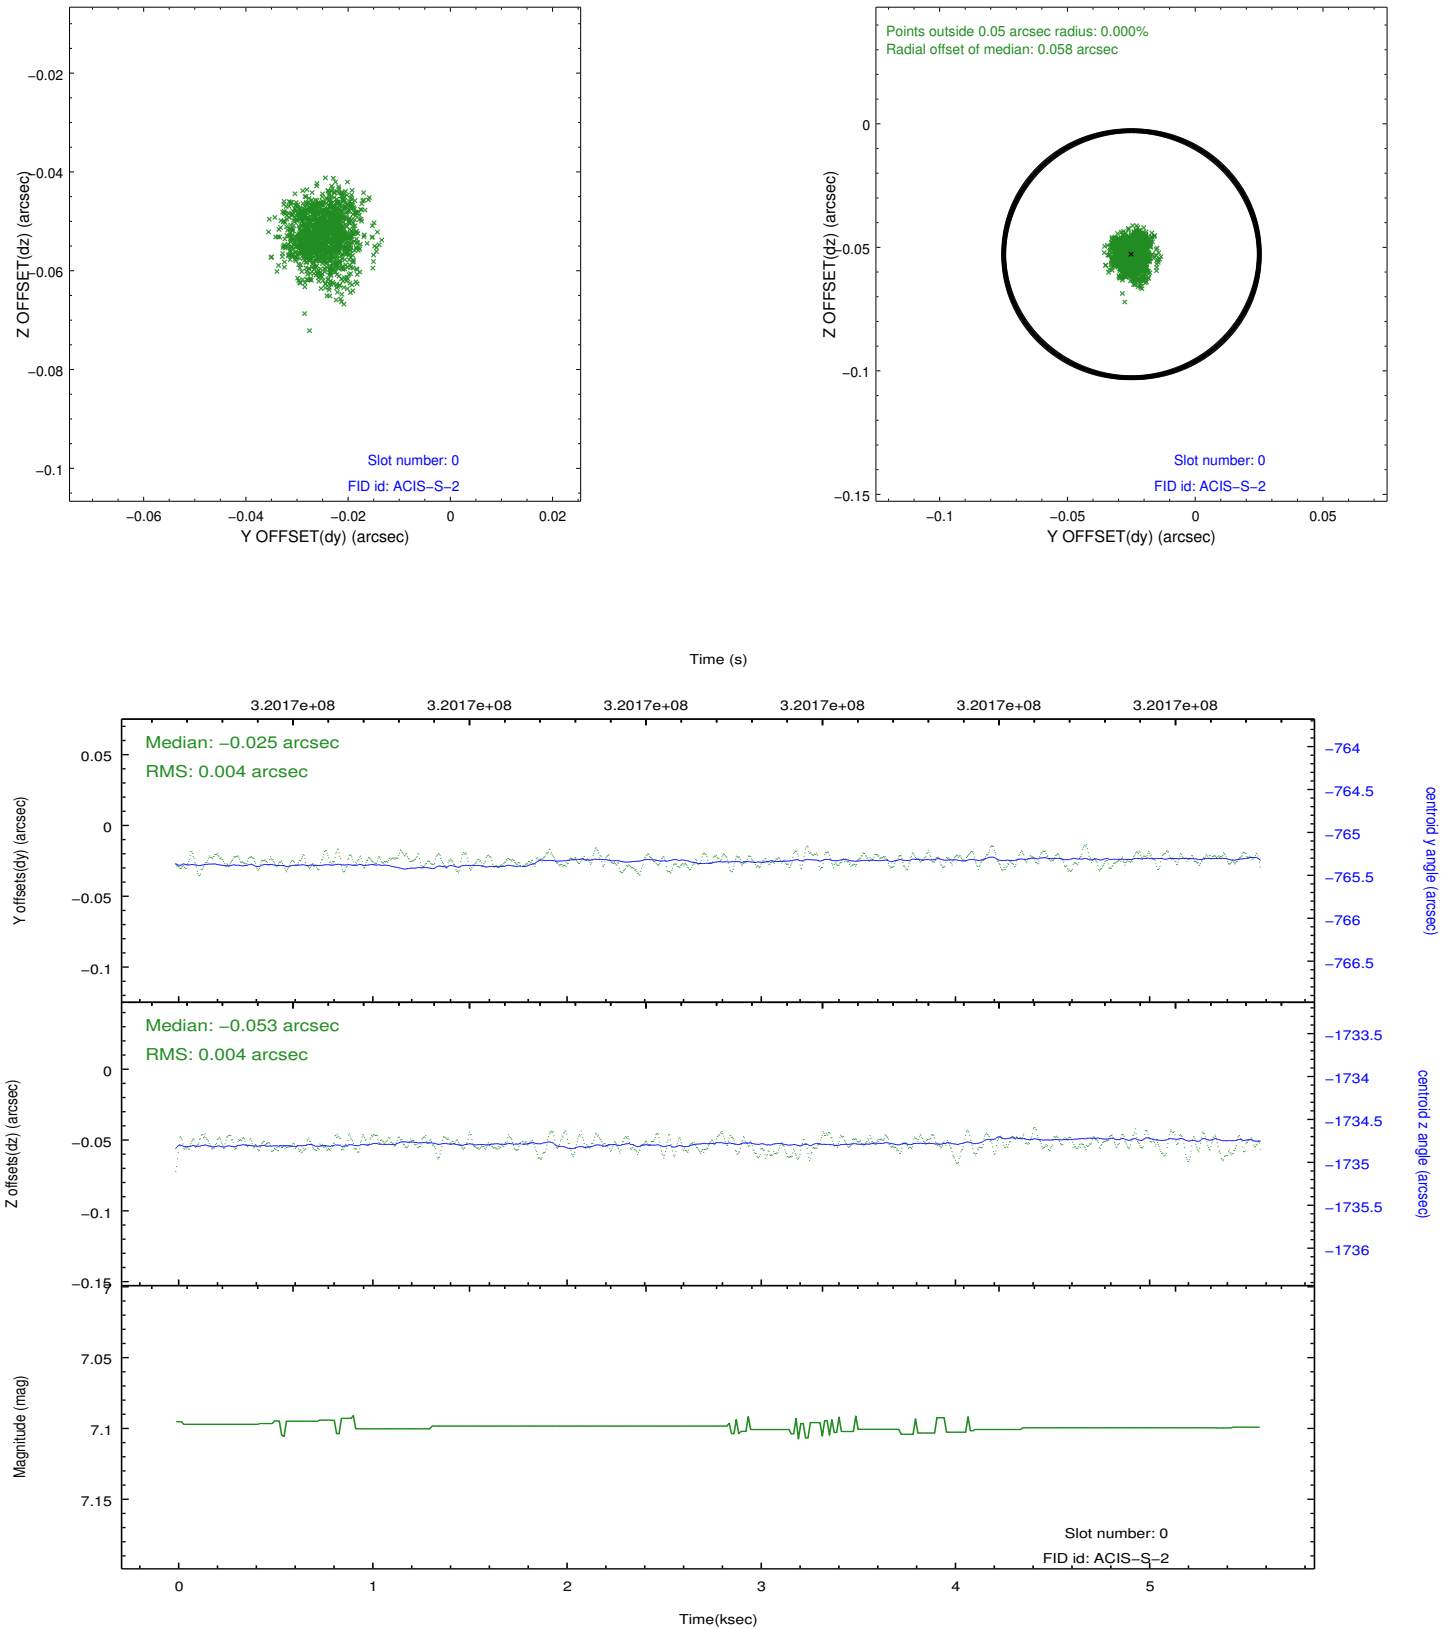 −0.02
−0.04
−0.06
−0.08
−0.1
Z OFFSET(dz) (arcsec)
Slot number: 0
FID id: ACIS−S−2
−0.06
−0.04
−0.02
0
0.02
Y OFFSET(dy) (arcsec)
Points outside 0.05 arcsec radius: 0.000%
Radial offset of median: 0.058 arcsec
0
−0.05
−0.1
−0.15
Z OFFSET(dz) (arcsec)
Slot number: 0
FID id: ACIS−S−2
−0.1
−0.05
0
0.05
Y OFFSET(dy) (arcsec)
Time (s)
3.2017e+08
3.2017e+08
3.2017e+08
3.2017e+08
3.2017e+08
3.2017e+08
Median: −0.025 arcsec
RMS: 0.004 arcsec
0.05
0
−0.05
−0.1
Y offsets(dy) (arcsec)
−764
−764.5
−765
−765.5
−766
−766.5
centroid y angle (arcsec)
Median: −0.053 arcsec
RMS: 0.004 arcsec
0
−0.05
−0.1
−0.15
Z offsets(dz) (arcsec)
−1733.5
−1734
−1734.5
−1735
−1735.5
−1736
centroid z angle (arcsec)
7
7.05
7.1
7.15
Magnitude (mag)
Slot number: 0
FID id: ACIS−S−2
0
1
2
3
4
5
Time(ksec)